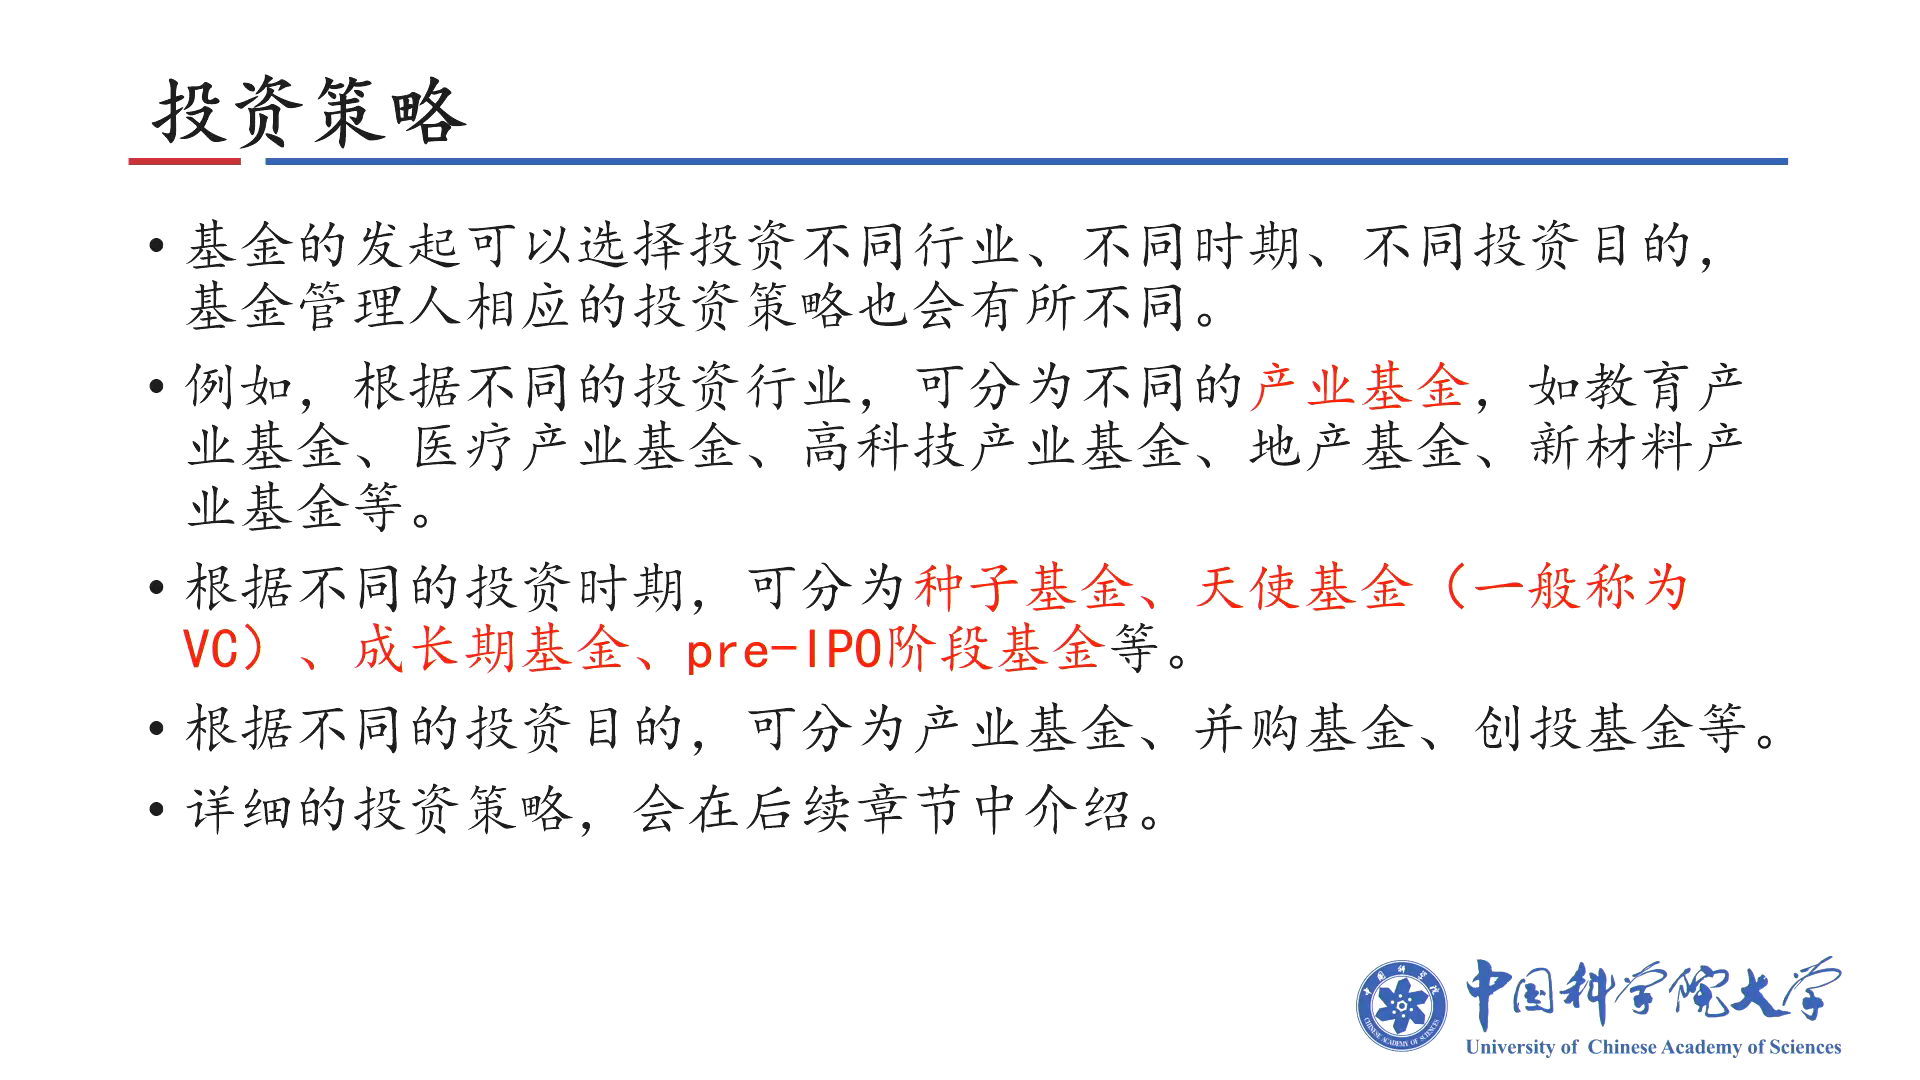 投资策略
• 基金的发起可以选择投资不同行业、不同时期、不同投资目的，
基金管理人相应的投资策略也会有所不同。
• 例如，根据不同的投资行业，可分为不同的产业基金，如教育产
业基金、医疗产业基金、高科技产业基金、地产基金、新材料产
业基金等。
• 根据不同的投资时期，可分为种子基金、天使基金（一般称为
VC）、成长期基金、pre-IPO阶段基金等。
• 根据不同的投资目的，可分为产业基金、并购基金、创投基金等。
• 详细的投资策略，会在后续章节中介绍。
中国科学院
CHINESE ACADEMY OF SCIENCES
中国科学院大学
University of Chinese Academy of Sciences